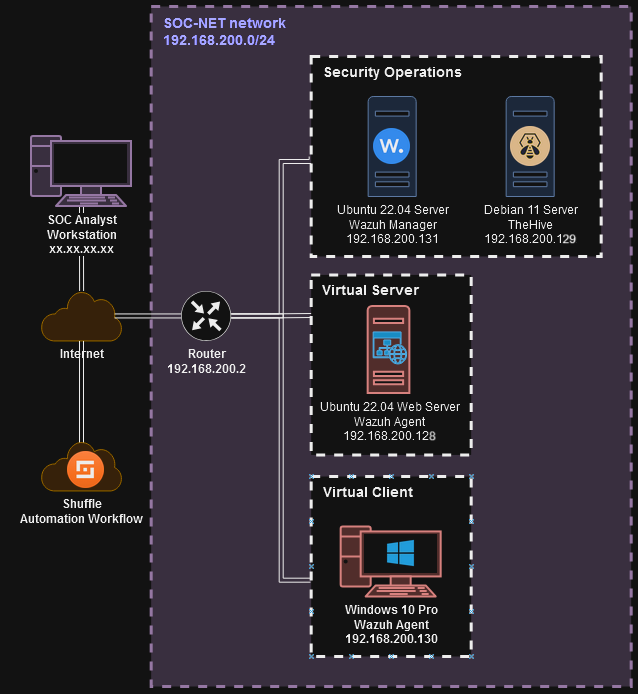 SOC-NET network
192.168.200.0/24
Security Operations
W.
Ubuntu 22.04 Server
Wazuh Manager
192.168.200.131
Debian 11 Server
TheHive
192.168.200.129
SOC Analyst
Workstation
xx.xx.xx.xx
Internet
Router
192.168.200.2
Virtual Server
Ubuntu 22.04 Web Server
Wazuh Agent
192.168.200.128
Shuffle
Automation Workflow
Virtual Client
Windows 10 Pro
Wazuh Agent
192.168.200.130